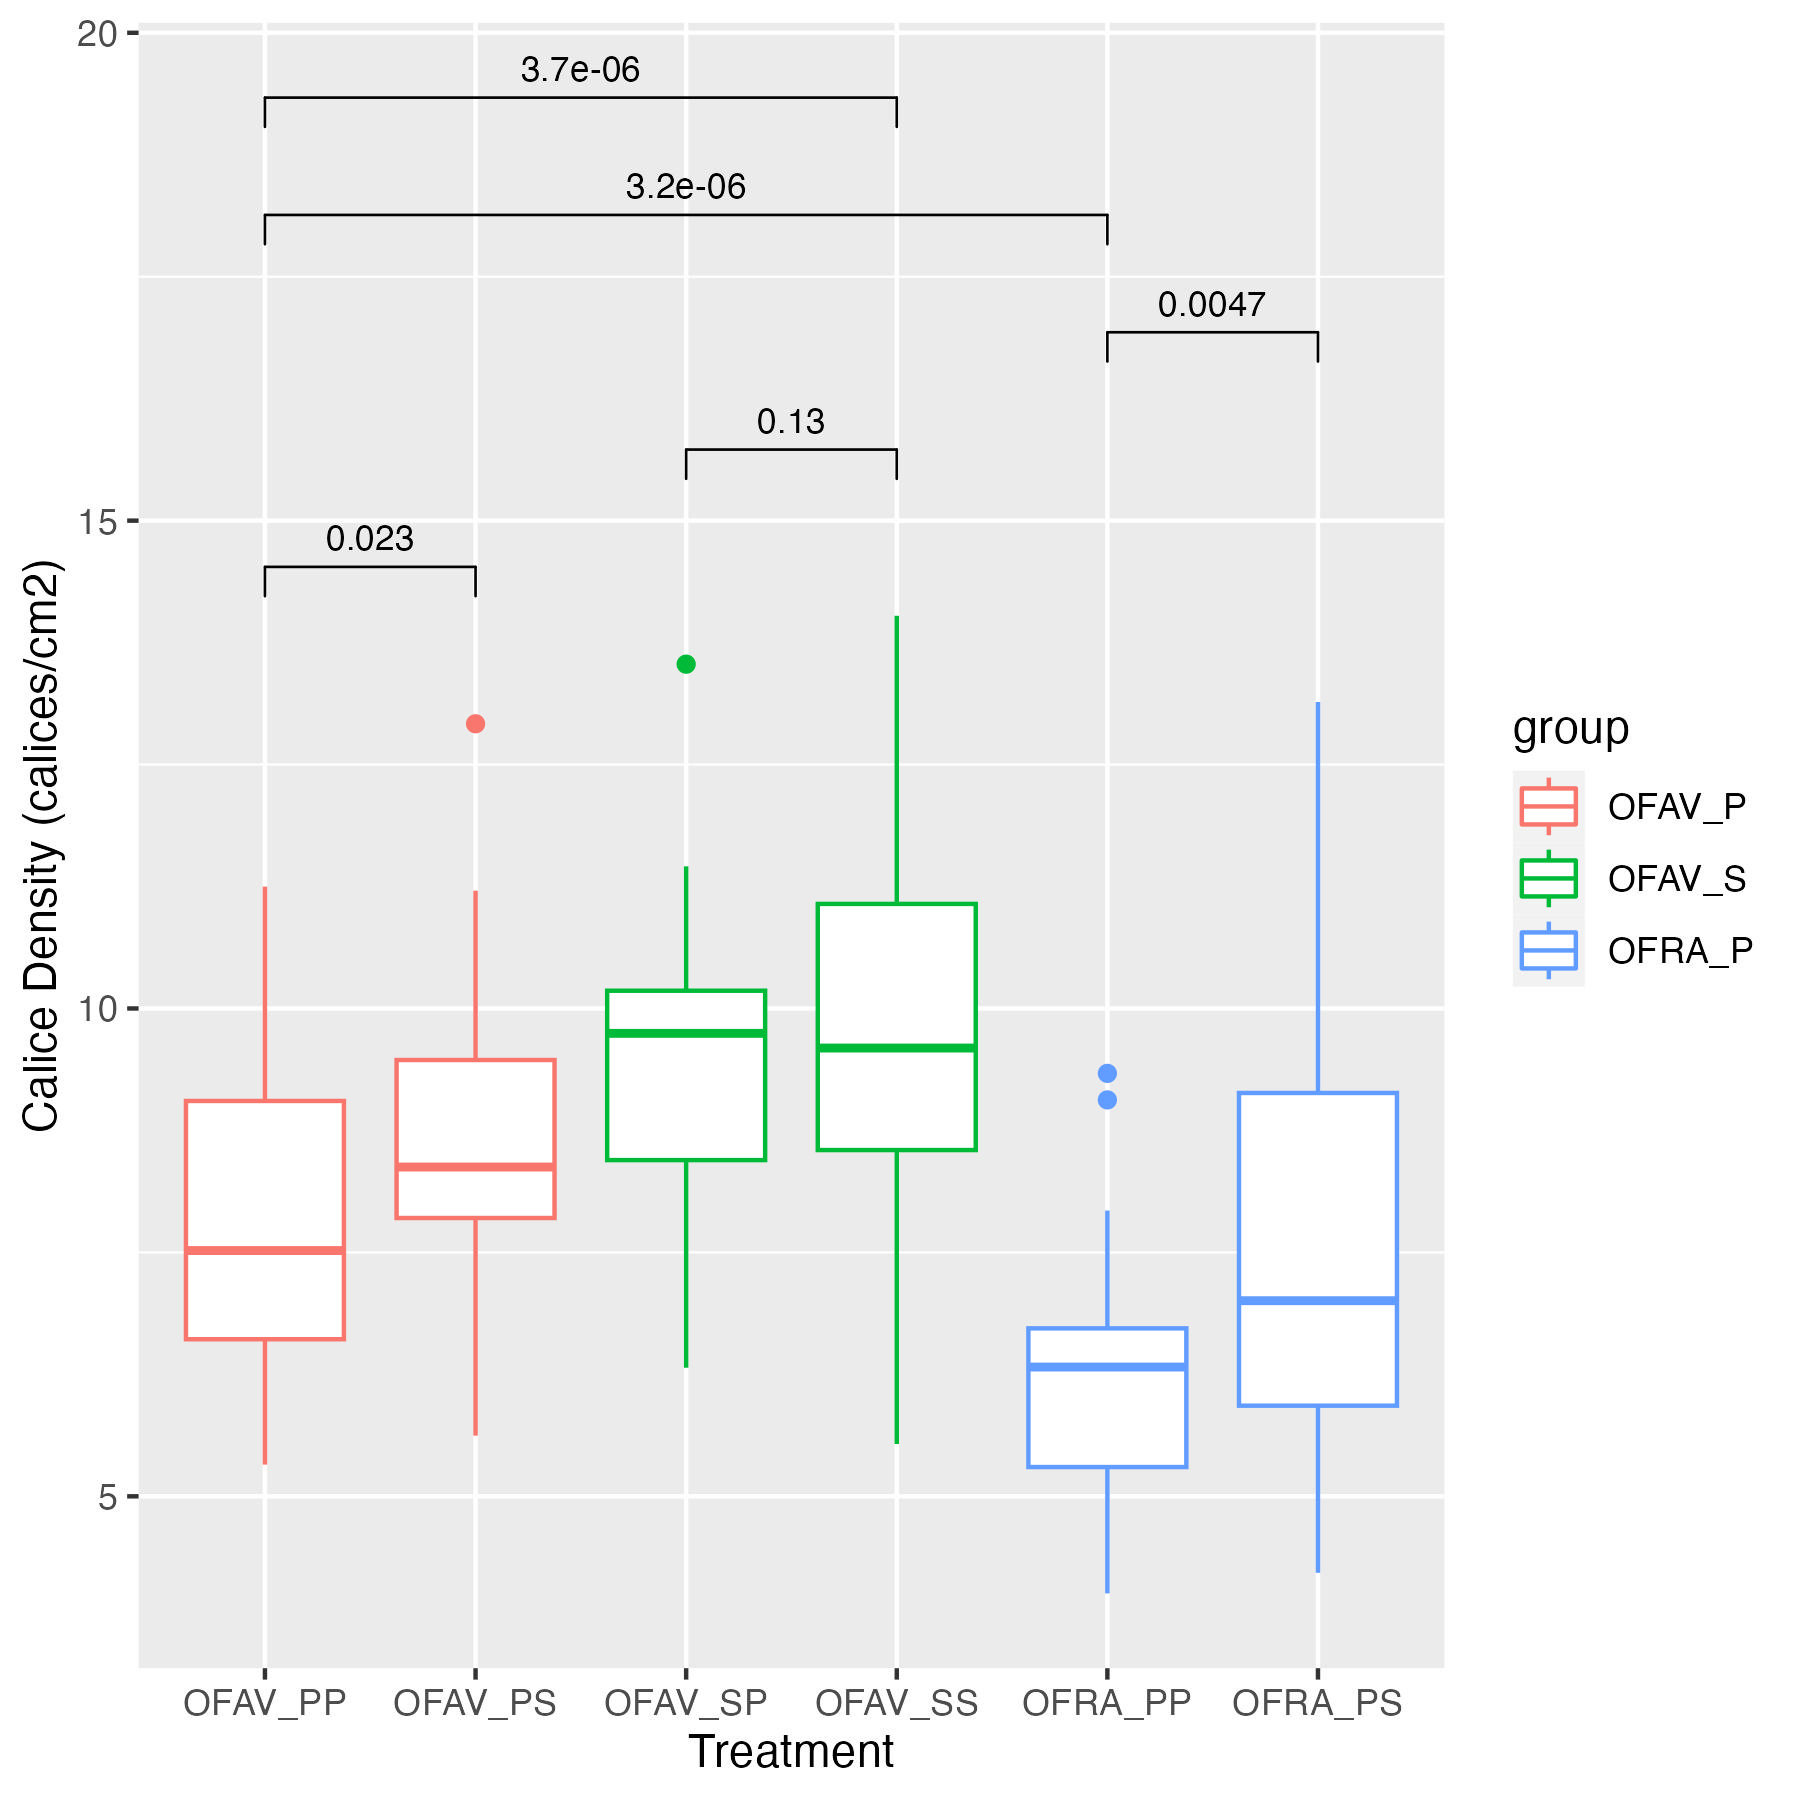 20
3.7e-06
3.2e-06
0.0047
0.13
15
0.023
10
5
Calice Density (calices/cm2)
OFAV_PP OFAV_PS OFAV_SP OFAV_SS OFRA_PP OFRA_PS
Treatment
group
OFAV_P
OFAV_S
OFRA_P